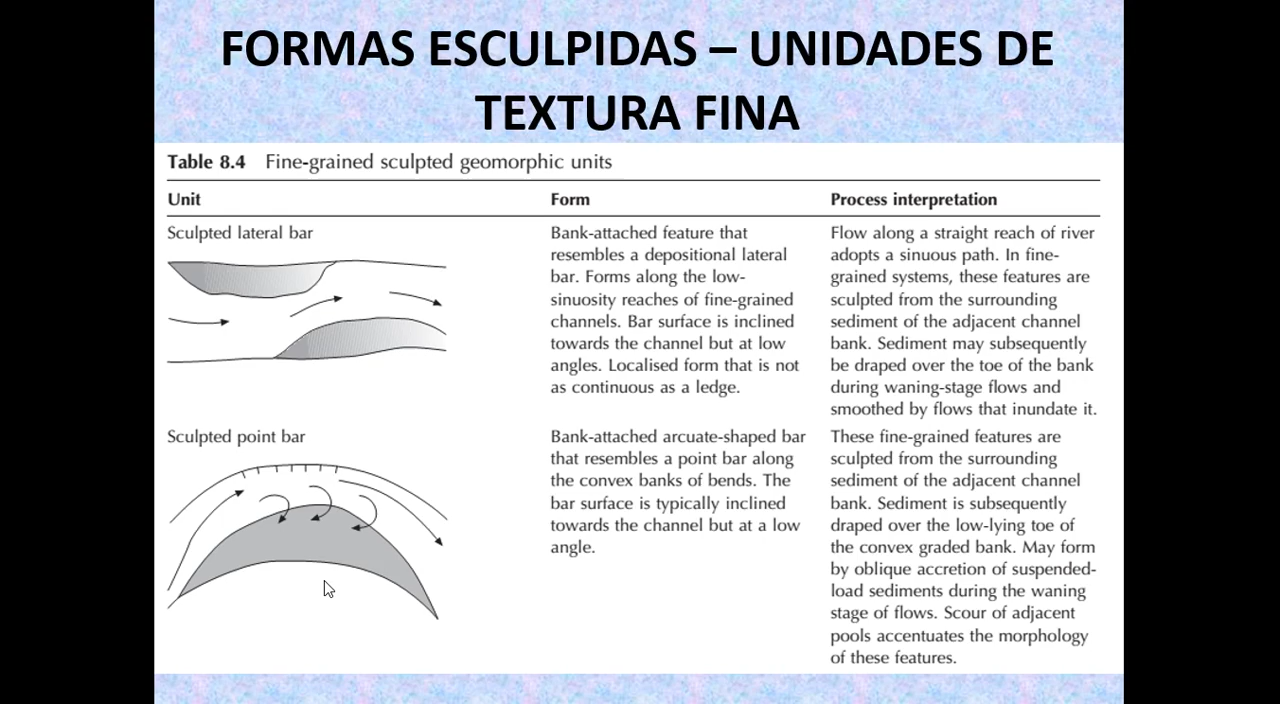 FORMAS ESCULPIDAS – UNIDADES DE
TEXTURA FINA
Table 8.4 Fine-grained sculpted geomorphic units
Unit Form Process interpretation
Sculpted lateral bar
Bank-attached feature that
resembles a depositional lateral
bar. Forms along the low-
sinuosity reaches of fine-grained
channels. Bar surface is inclined
towards the channel but at low
angles. Localised form that is not
as continuous as a ledge.
Flow along a straight reach of river
adopts a sinuous path. In fine-
grained systems, these features are
sculpted from the surrounding
sediment of the adjacent channel
bank. Sediment may subsequently
be draped over the toe of the bank
during waning-stage flows and
smoothed by flows that inundate it.
Sculpted point bar
Bank-attached arcuate-shaped bar
that resembles a point bar along
the convex banks of bends. The
bar surface is typically inclined
towards the channel but at a low
angle.
These fine-grained features are
sculpted from the surrounding
sediment of the adjacent channel
bank. Sediment is subsequently
draped over the low-lying toe of
the convex graded bank. May form
by oblique accretion of suspended-
load sediments during the waning
stage of flows. Scour of adjacent
pools accentuates the morphology
of these features.